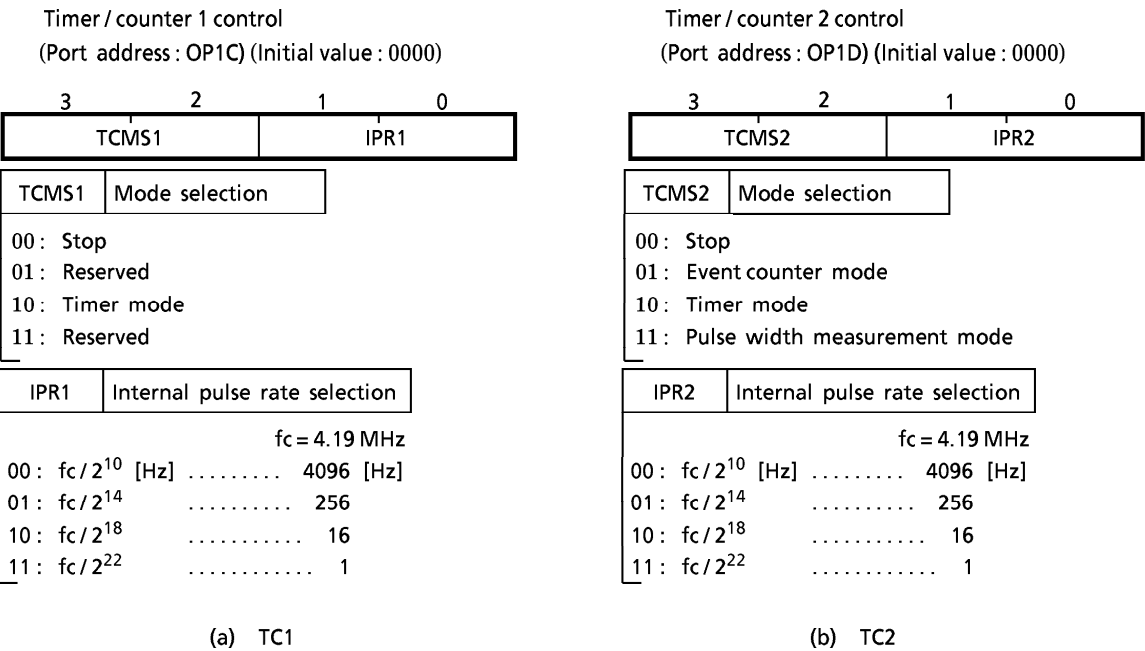 Timer / counter 1 control
(Port address : OP1C) (Initial value : 0000)
3 2 1 0
TCMS1 IPR1
TCMS1 Mode selection
00 : Stop
01 : Reserved
10 : Timer mode
11 : Reserved
IPR1 Internal pulse rate selection
fc = 4.19 MHz
00 : fc / 2^10 [Hz] .......... 4096 [Hz]
01 : fc / 2^14 .......... 256
10 : fc / 2^18 ........... 16
11 : fc / 2^22 ............ 1
(a) TC1
Timer / counter 2 control
(Port address : OP1D) (Initial value : 0000)
3 2 1 0
TCMS2 IPR2
TCMS2 Mode selection
00 : Stop
01 : Event counter mode
10 : Timer mode
11 : Pulse width measurement mode
IPR2 Internal pulse rate selection
fc = 4.19 MHz
00 : fc / 2^10 [Hz] .......... 4096 [Hz]
01 : fc / 2^14 .......... 256
10 : fc / 2^18 ........... 16
11 : fc / 2^22 ............ 1
(b) TC2